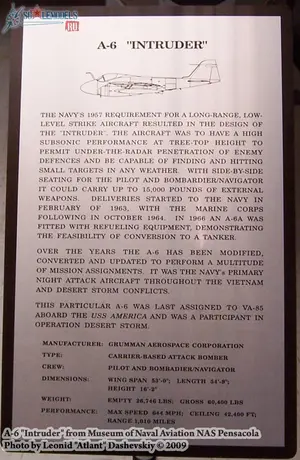 SCALEMODELS
.RU
A-6 "INTRUDER"
THE NAVY'S 1957 REQUIREMENT FOR A LONG-RANGE, LOW-
LEVEL STRIKE AIRCRAFT RESULTED IN THE DESIGN OF
THE "INTRUDER". THE AIRCRAFT WAS TO HAVE A HIGH
SUBSONIC PERFORMANCE AT TREE-TOP HEIGHT TO
PERMIT UNDER-THE-RADAR PENETRATION OF ENEMY
DEFENCES AND BE CAPABLE OF FINDING AND HITTING
SMALL TARGETS IN ANY WEATHER. WITH SIDE-BY-SIDE
SEATING FOR THE PILOT AND BOMBARDIER/NAVIGATOR
IT COULD CARRY UP TO 15,000 POUNDS OF EXTERNAL
WEAPONS. DELIVERIES STARTED TO THE NAVY IN
FEBRUARY OF 1963, WITH THE MARINE CORPS
FOLLOWING IN OCTOBER 1964. IN 1966 AN A-6A WAS
FITTED WITH REFUELING EQUIPMENT, DEMONSTRATING
THE FEASIBILITY OF CONVERSION TO A TANKER.
OVER THE YEARS THE A-6 HAS BEEN MODIFIED,
CONVERTED AND UPDATED TO PERFORM A MULTITUDE
OF MISSION ASSIGNMENTS. IT WAS THE NAVY'S PRIMARY
NIGHT ATTACK AIRCRAFT THROUGHOUT THE VIETNAM
AND DESERT STORM CONFLICTS.
THIS PARTICULAR A-6 WAS LAST ASSIGNED TO VA-85
ABOARD THE USS AMERICA AND WAS A PARTICIPANT IN
OPERATION DESERT STORM.
MANUFACTURER: GRUMMAN AEROSPACE CORPORATION
TYPE: CARRIER-BASED ATTACK BOMBER
CREW: PILOT AND BOMBADIER/NAVIGATOR
DIMENSIONS: WING SPAN 53'-0"; LENGTH 54'-9";
HEIGHT 16'-2"
WEIGHT: EMPTY 26,746 LBS; GROSS 60,400 LBS
PERFORMANCE: MAX SPEED 644 MPH; CEILING 42,400 FT;
RANGE 1,010 MILES
A-6 "Intruder" from Museum of Naval Aviation NAS Pensacola
Photo by Leonid "Atlant" Dashevskiy © 2009